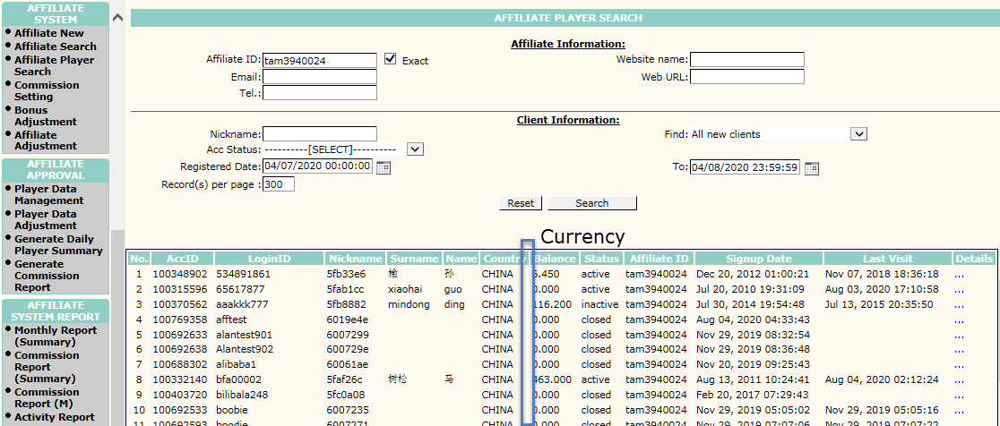 AFFILIATE
SYSTEM
Affiliate New
Affiliate Search
Affiliate Player
Search
Commission
Setting
Bonus
Adjustment
Affiliate
Adjustment
AFFILIATE
APPROVAL
Player Data
Management
Player Data
Adjustment
Generate Daily
Player Summary
Generate
Commission
Report
AFFILIATE
SYSTEM REPORT
Monthly Report
(Summary)
Commission
Report
(Summary)
Commission
Report (M)
Activity Report
AFFILIATE PLAYER SEARCH
Affiliate Information:
Affiliate ID: tam3940024 Exact Website name:
Email: Web URL:
Tel.:
Client Information:
Nickname: Find: All new clients
Acc Status: ----------[SELECT]----------
Registered Date: 04/07/2020 00:00:00 To: 04/08/2020 23:59:59
Record(s) per page : 300
Reset Search
Currency
No. AccID LoginID Nickname Surname Name Country Balance Status Affiliate ID Signup Date Last Visit Details
1 100348902 534891861 5fb33e6 榆 孙 CHINA 5.450 active tam3940024 Dec 20, 2012 01:00:21 Nov 07, 2018 18:36:18 ...
2 100315596 65617877 5fab1cc xiaohai guo CHINA 0.000 active tam3940024 Jul 20, 2010 19:31:09 Aug 03, 2020 17:10:58 ...
3 100370562 aaakkk777 5fb8882 mindong ding CHINA 116.200 inactive tam3940024 Jul 30, 2014 19:54:48 Jul 13, 2015 20:35:50 ...
4 100769358 afftest 6019e4e CHINA 0.000 closed tam3940024 Aug 04, 2020 04:33:43 ...
5 100692633 alantest901 6007299 CHINA 0.000 closed tam3940024 Nov 29, 2019 08:32:54 ...
6 100692638 Alantest902 600729e CHINA 0.000 closed tam3940024 Nov 29, 2019 08:36:48 ...
7 100688302 alibaba1 60061ae CHINA 0.000 closed tam3940024 Nov 20, 2019 09:25:43 ...
8 100332140 bfa00002 5faf26c 树松 马 CHINA 463.000 active tam3940024 Aug 13, 2011 10:24:41 Aug 04, 2020 02:12:24 ...
9 100403720 bilibala248 5fc0a08 CHINA 0.000 closed tam3940024 Feb 20, 2017 07:29:43 ...
10 100692533 boobie 6007235 CHINA 0.000 closed tam3940024 Nov 29, 2019 05:05:02 Nov 29, 2019 05:05:16 ...
11 100692593 boodie 6007271 CHINA 0.000 closed tam3940024 Nov 29, 2019 07:07:06 Nov 29, 2019 07:07:22 ...